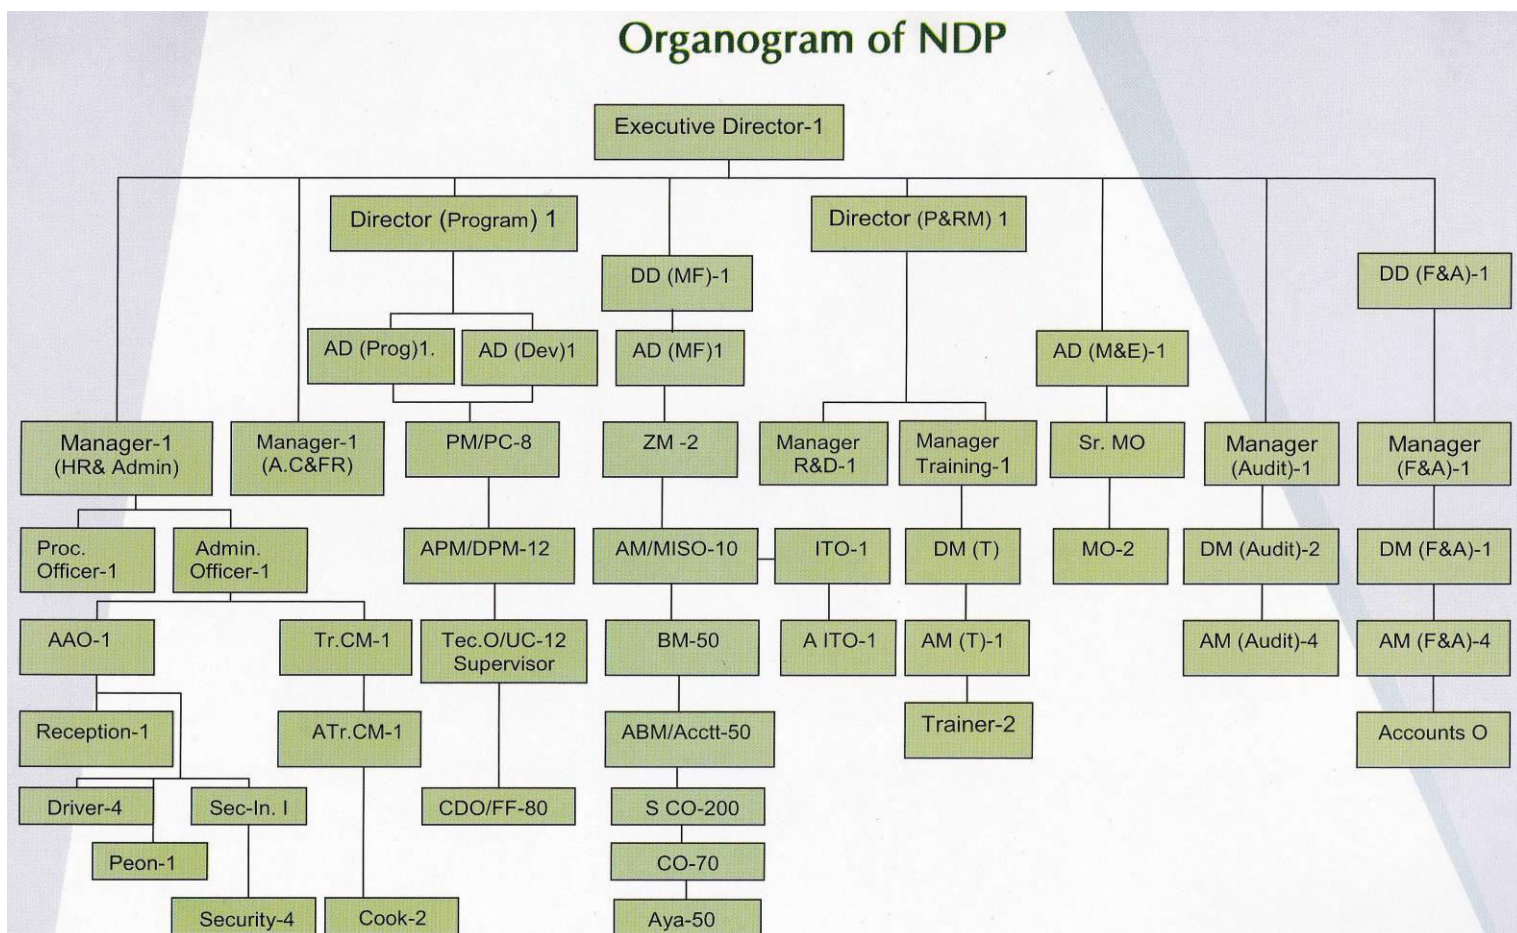 Organogram of NDP
Executive Director-1
Director (Program) 1
Director (P&RM) 1
DD (MF)-1
DD (F&A)-1
AD (Prog)1.
AD (Dev)1
AD (MF)1
AD (M&E)-1
Manager-1
(HR& Admin)
Manager-1
(A.C&FR)
PM/PC-8
ZM -2
Manager
R&D-1
Manager
Training-1
Sr. MO
Manager
(Audit)-1
Manager
(F&A)-1
Proc.
Officer-1
Admin.
Officer-1
APM/DPM-12
AM/MISO-10
ITO-1
DM (T)
MO-2
DM (Audit)-2
DM (F&A)-1
AAO-1
Tr.CM-1
Tec.O/UC-12
Supervisor
BM-50
A ITO-1
AM (T)-1
AM (Audit)-4
AM (F&A)-4
Reception-1
ATr.CM-1
ABM/Acctt-50
Trainer-2
Accounts O
Driver-4
Sec-In. I
CDO/FF-80
S CO-200
Peon-1
CO-70
Security-4
Cook-2
Aya-50